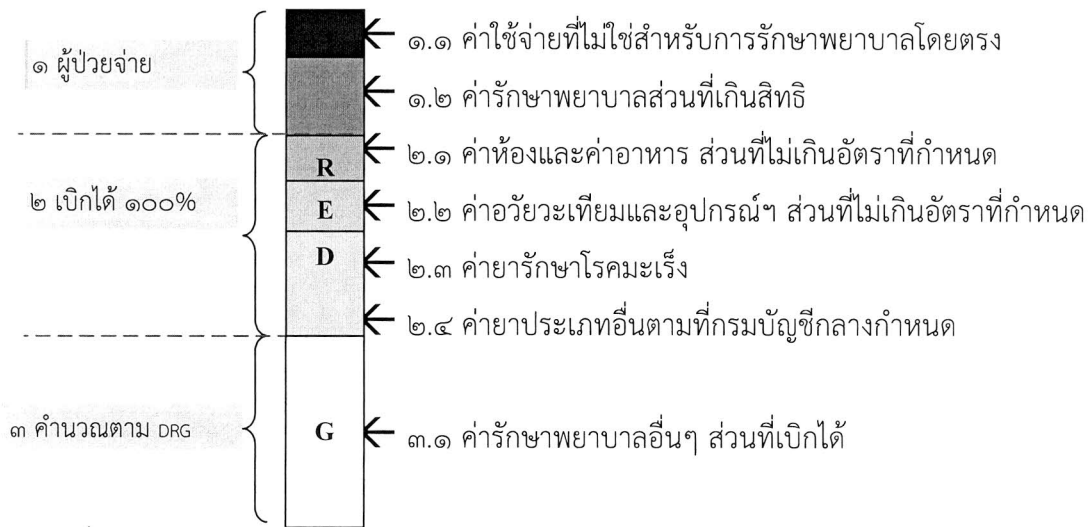 ๑ ผู้ป่วยจ่าย
๑.๑ ค่าใช้จ่ายที่ไม่ใช่สำหรับการรักษาพยาบาลโดยตรง
๑.๒ ค่ารักษาพยาบาลส่วนที่เกินสิทธิ
๒ เบิกได้ ๑๐๐%
R
๒.๑ ค่าห้องและค่าอาหาร ส่วนที่ไม่เกินอัตราที่กำหนด
E
๒.๒ ค่าอวัยวะเทียมและอุปกรณ์ฯ ส่วนที่ไม่เกินอัตราที่กำหนด
D
๒.๓ ค่ายารักษาโรคมะเร็ง
๒.๔ ค่ายาประเภทอื่นตามที่กรมบัญชีกลางกำหนด
๓ คำนวณตาม DRG
G
๓.๑ ค่ารักษาพยาบาลอื่นๆ ส่วนที่เบิกได้